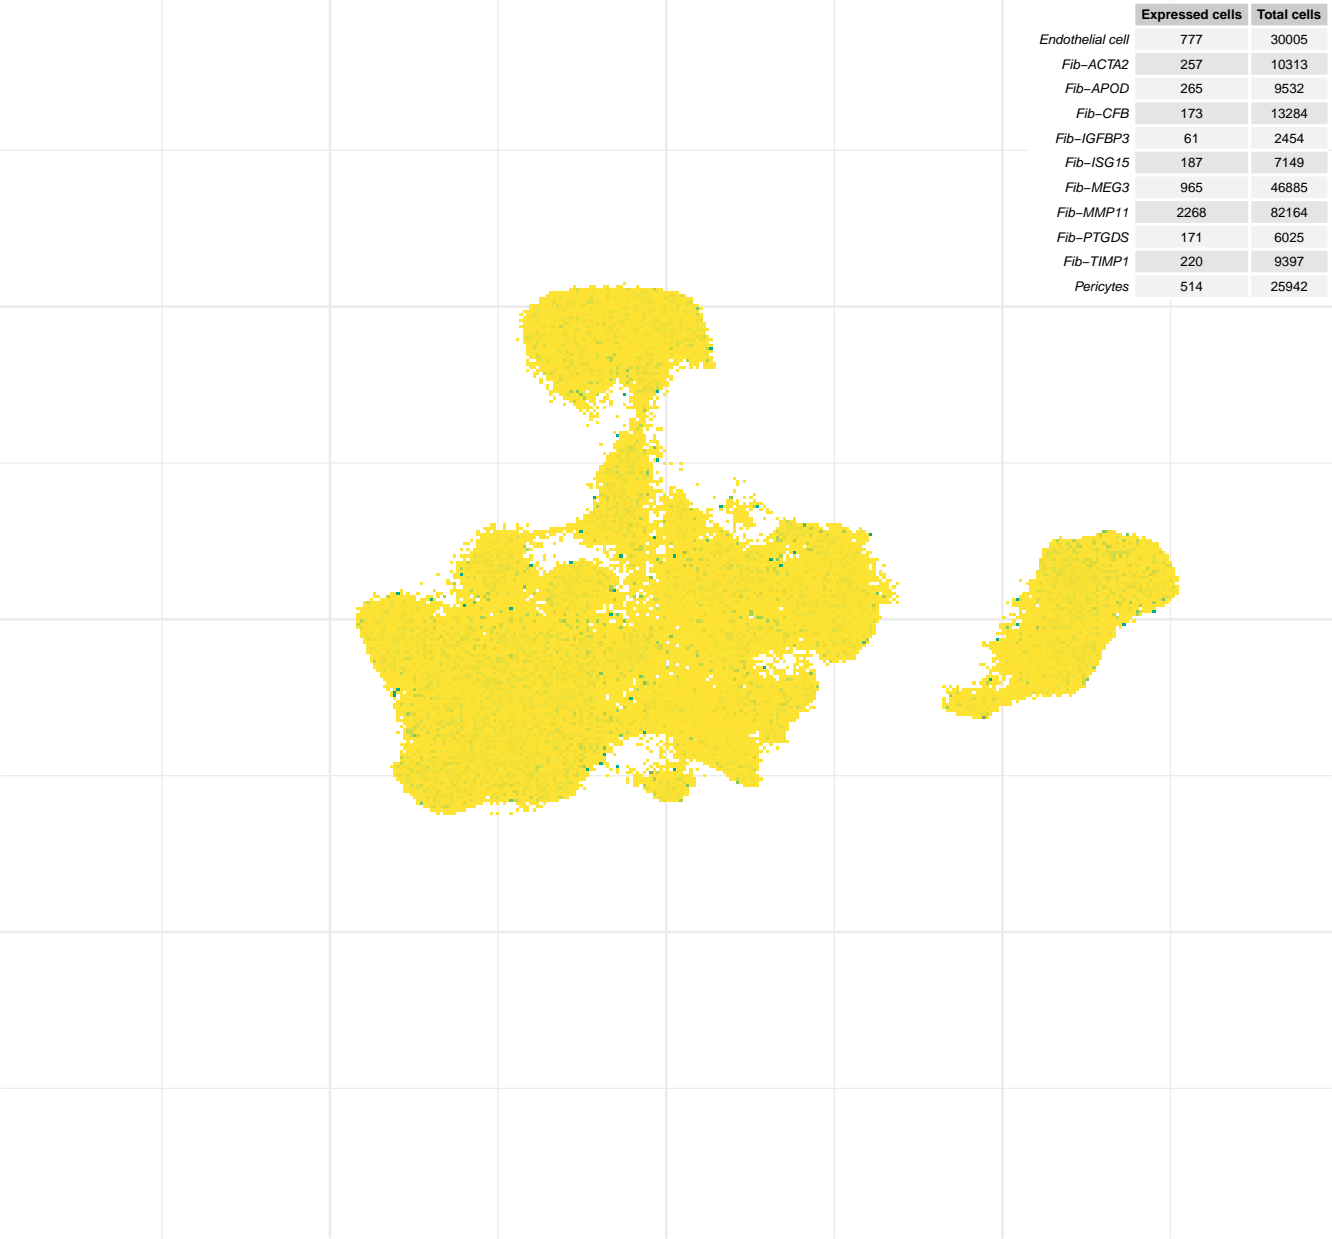 Expressed cells Total cells
Endothelial cell 777 30005
Fib−ACTA2 257 10313
Fib−APOD 265 9532
Fib−CFB 173 13284
Fib−IGFBP3 61 2454
Fib−ISG15 187 7149
Fib−MEG3 965 46885
Fib−MMP11 2268 82164
Fib−PTGDS 171 6025
Fib−TIMP1 220 9397
Pericytes 514 25942